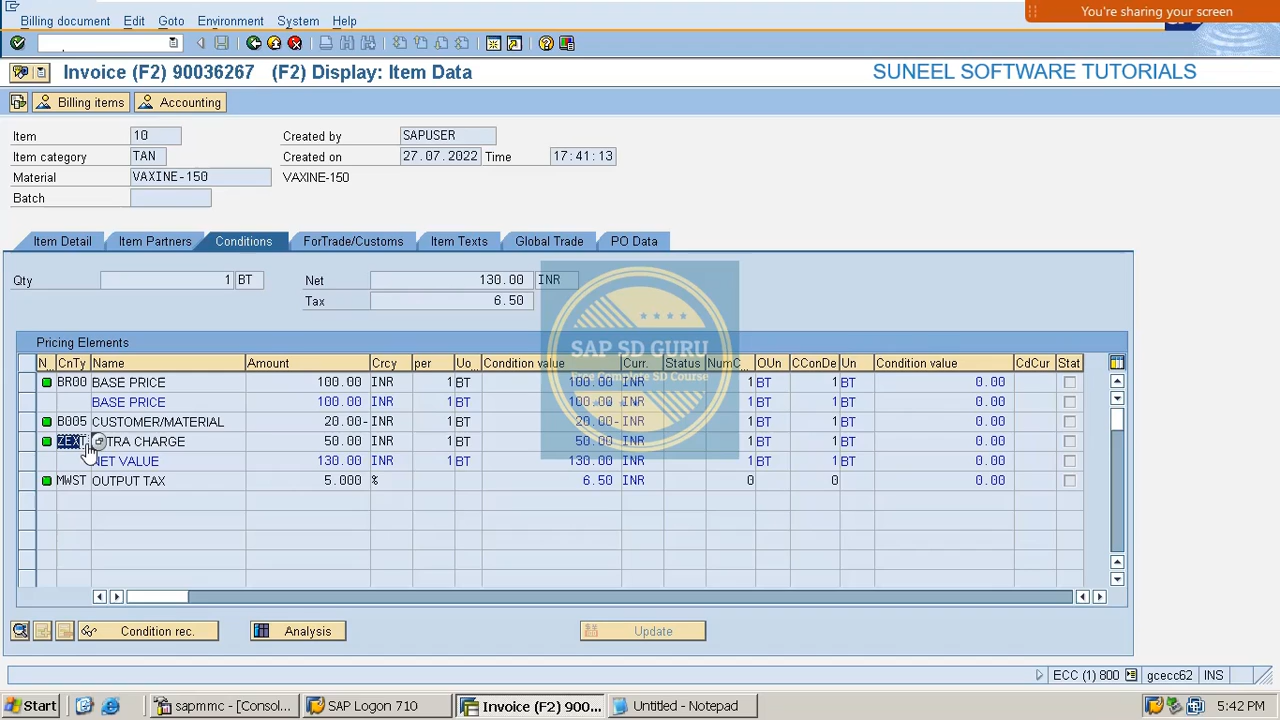 You're sharing your screen
Billing document Edit Goto Environment System Help
Invoice (F2) 90036267 (F2) Display: Item Data
SUNEEL SOFTWARE TUTORIALS
Billing items Accounting
Item 10 Created by SAPUSER
Item category TAN Created on 27.07.2022 Time 17:41:13
Material VAXINE-150 VAXINE-150
Batch
Item Detail Item Partners Conditions ForTrade/Customs Item Texts Global Trade PO Data
Qty 1 BT Net 130.00 INR
Tax 6.50
SAP SD GURU
Pricing Elements
N.. CnTy Name Amount Crcy per Uo.. Condition value Curr. Status NumC.. OUn CConDe Un Condition value CdCur Stat
BR00 BASE PRICE 100.00 INR 1 BT 100.00 INR 1 BT 1 BT 0.00
BASE PRICE 100.00 INR 1 BT 100.00 INR 1 BT 1 BT 0.00
B005 CUSTOMER/MATERIAL 20.00- INR 1 BT 20.00- INR 1 BT 1 BT 0.00
ZEXT TRA CHARGE 50.00 INR 1 BT 50.00 INR 1 BT 1 BT 0.00
NET VALUE 130.00 INR 1 BT 130.00 INR 1 BT 1 BT 0.00
MWST OUTPUT TAX 5.000 % 6.50 INR 0 0 0.00
Condition rec. Analysis Update
ECC (1) 800 gcecc62 INS
Start sapmmc - [Consol... SAP Logon 710 Invoice (F2) 900... Untitled - Notepad 5:42 PM